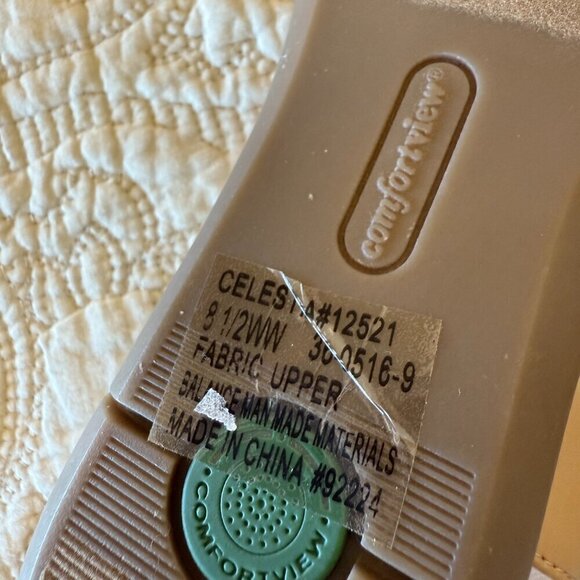 comfortview®
CELESTA#12521
8 1/2WW 30-0516-9
FABRIC UPPER
BALANCE MAN MADE MATERIALS
MADE IN CHINA #92224
COMFORTVIEW